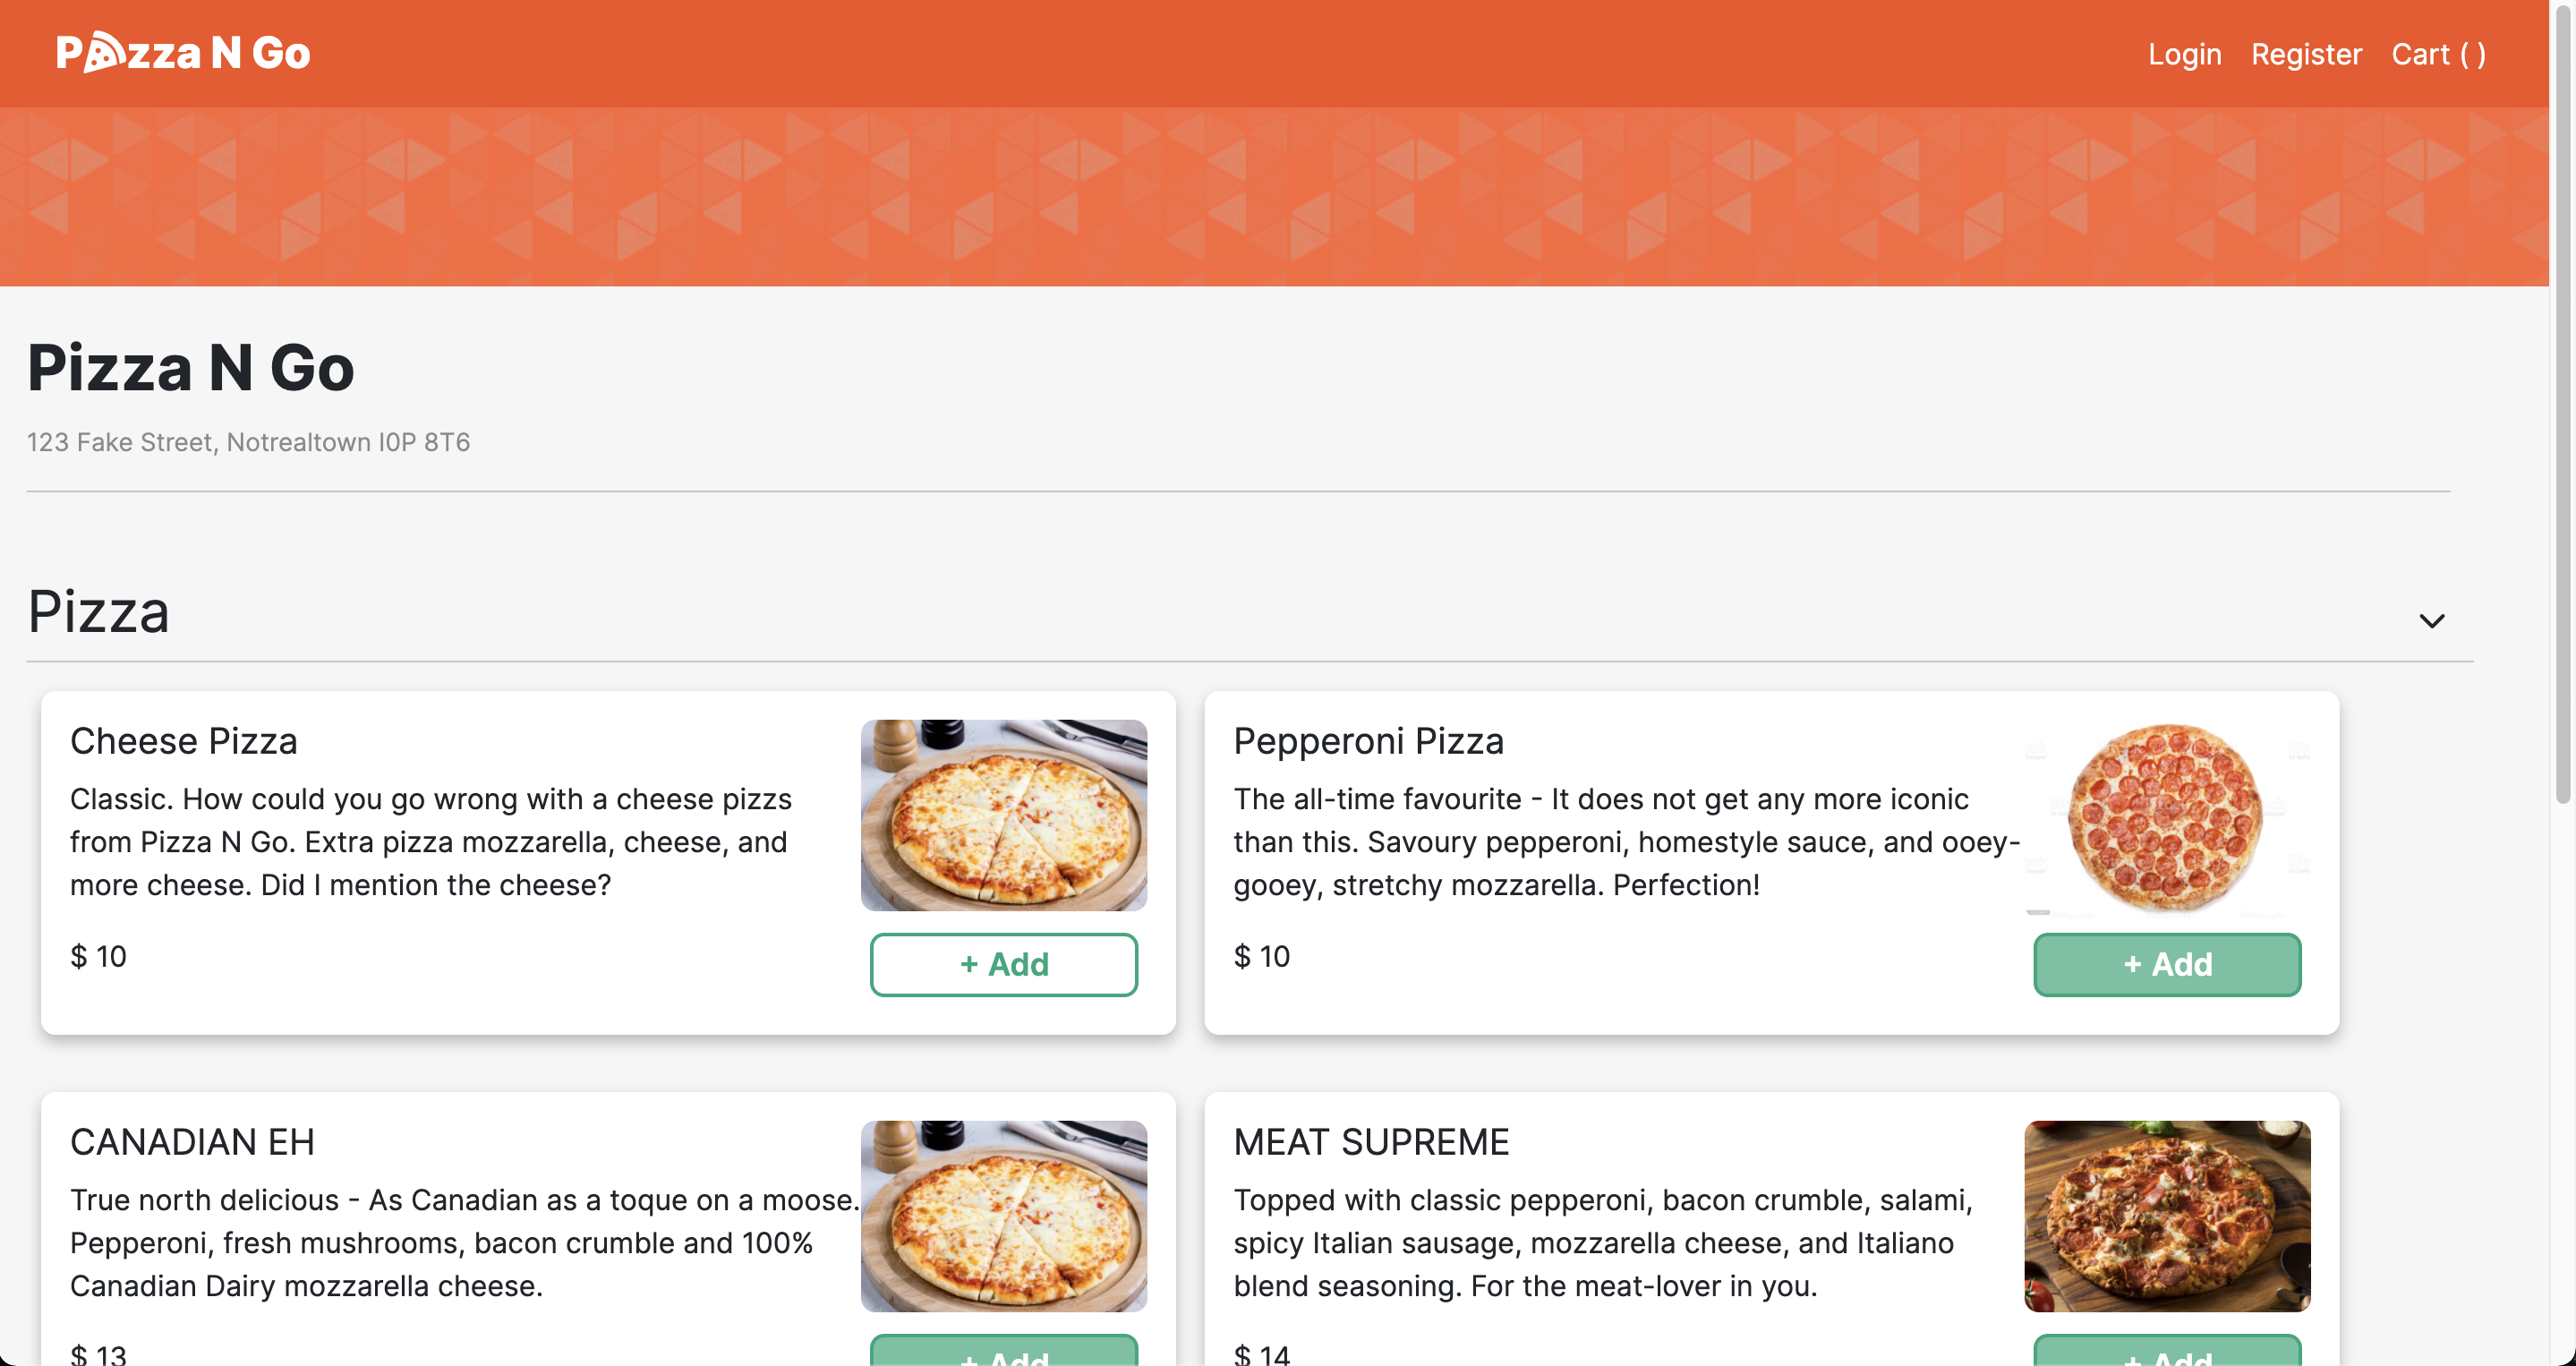 Pizza N Go
Login Register Cart ( )
Pizza N Go
123 Fake Street, Notrealtown I0P 8T6
Pizza
Cheese Pizza
Classic. How could you go wrong with a cheese pizzs
from Pizza N Go. Extra pizza mozzarella, cheese, and
more cheese. Did I mention the cheese?
$ 10
+ Add
Pepperoni Pizza
The all-time favourite - It does not get any more iconic
than this. Savoury pepperoni, homestyle sauce, and ooey-
gooey, stretchy mozzarella. Perfection!
$ 10
+ Add
CANADIAN EH
True north delicious - As Canadian as a toque on a moose.
Pepperoni, fresh mushrooms, bacon crumble and 100%
Canadian Dairy mozzarella cheese.
$ 13
+ Add
MEAT SUPREME
Topped with classic pepperoni, bacon crumble, salami,
spicy Italian sausage, mozzarella cheese, and Italiano
blend seasoning. For the meat-lover in you.
$ 14
+ Add